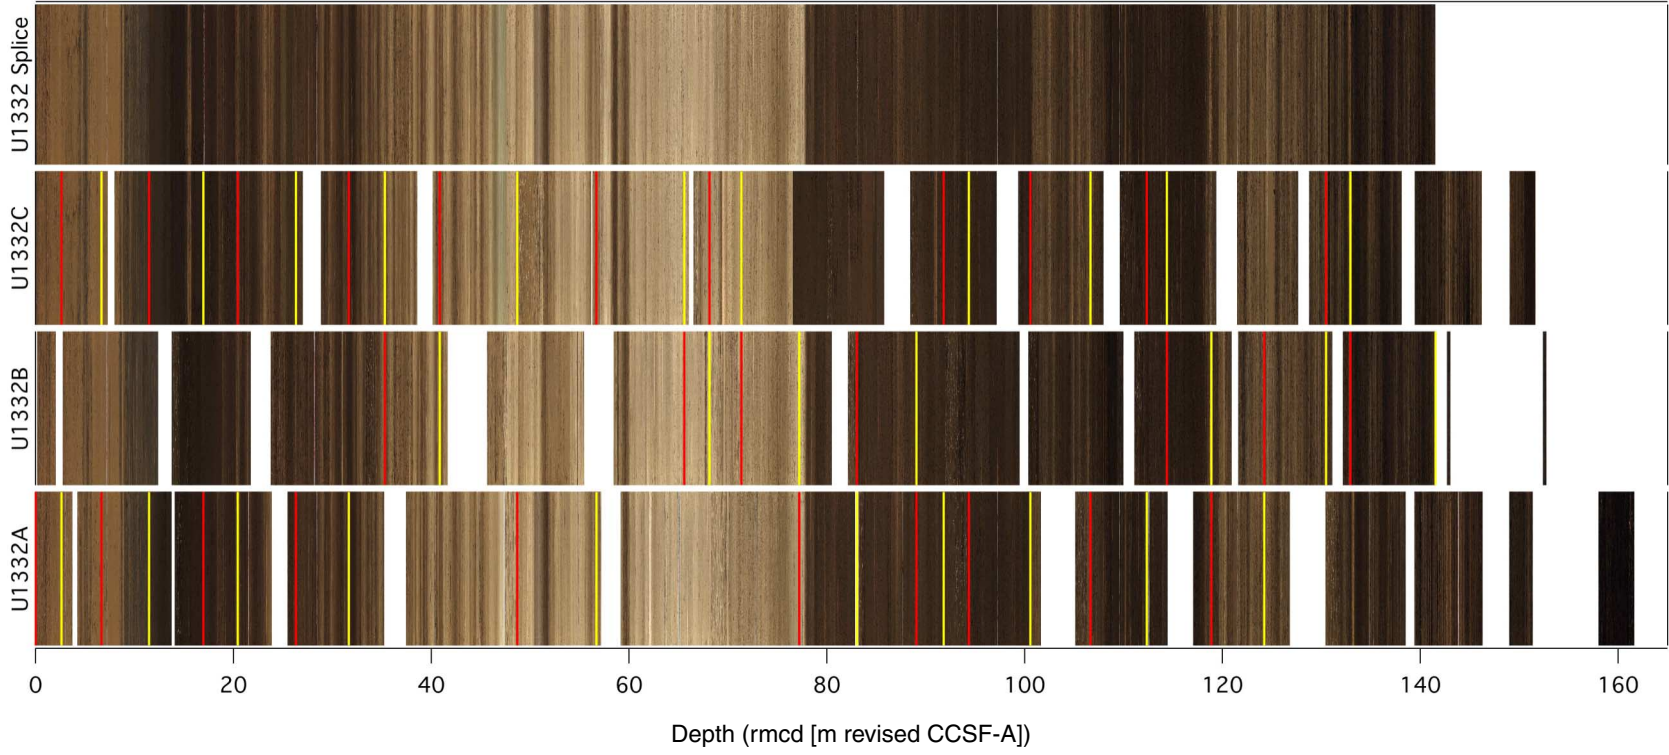 U1332 Splice
U1332C
U1332B
U1332A
0 20 40 60 80 100 120 140 160
Depth (rmcd [m revised CCSF-A])